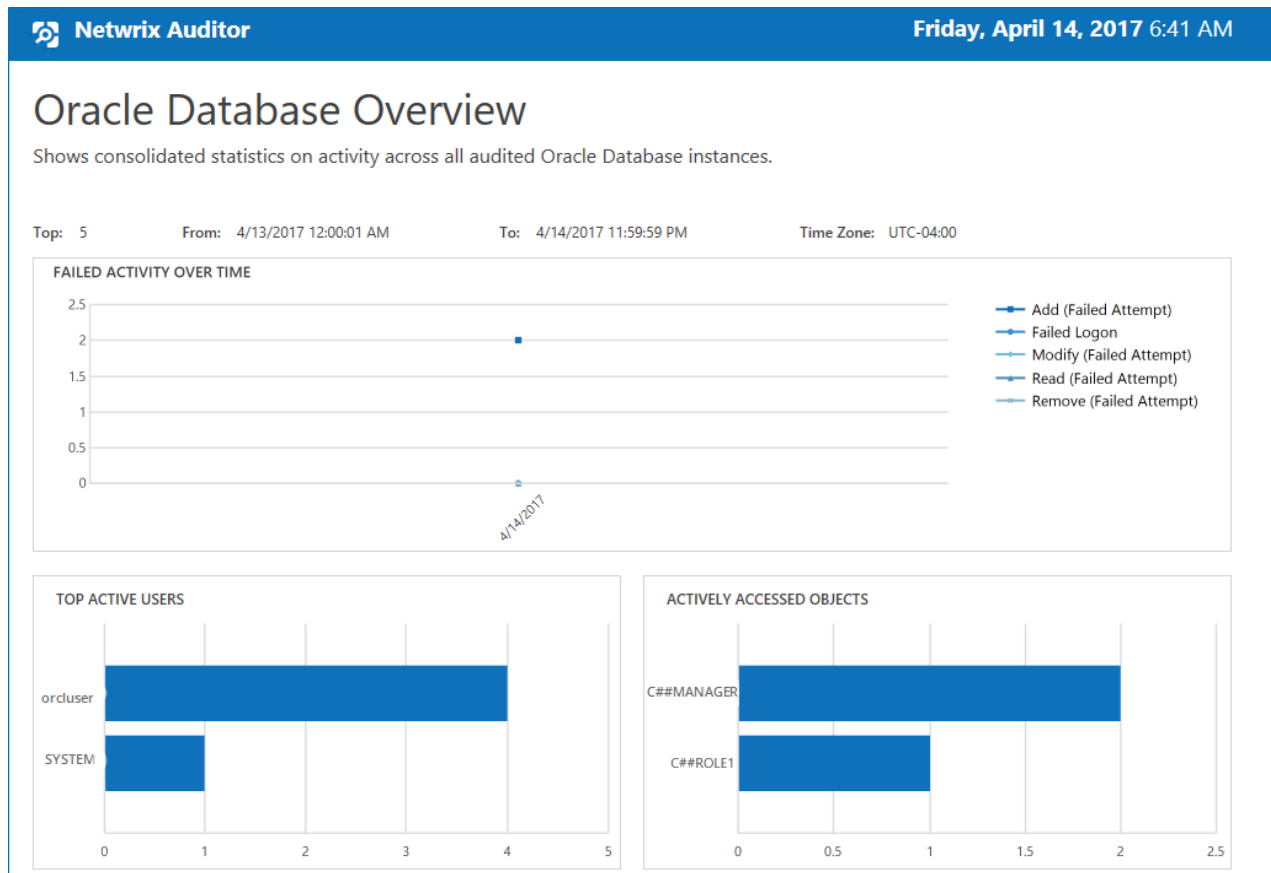 Netwrix Auditor
Friday, April 14, 2017 6:41 AM
Oracle Database Overview
Shows consolidated statistics on activity across all audited Oracle Database instances.
Top: 5 From: 4/13/2017 12:00:01 AM To: 4/14/2017 11:59:59 PM Time Zone: UTC-04:00
FAILED ACTIVITY OVER TIME
2.5
2
1.5
1
0.5
0
4/14/2017
Add (Failed Attempt)
Failed Logon
Modify (Failed Attempt)
Read (Failed Attempt)
Remove (Failed Attempt)
TOP ACTIVE USERS
orcluser
SYSTEM
0 1 2 3 4 5
ACTIVELY ACCESSED OBJECTS
C##MANAGER
C##ROLE1
0 0.5 1 1.5 2 2.5